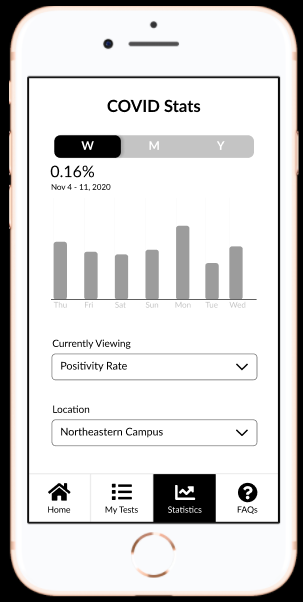 COVID Stats
W M Y
0.16%
Nov 4 - 11, 2020
Thu Fri Sat Sun Mon Tue Wed
Currently Viewing
Positivity Rate
Location
Northeastern Campus
Home My Tests Statistics FAQs